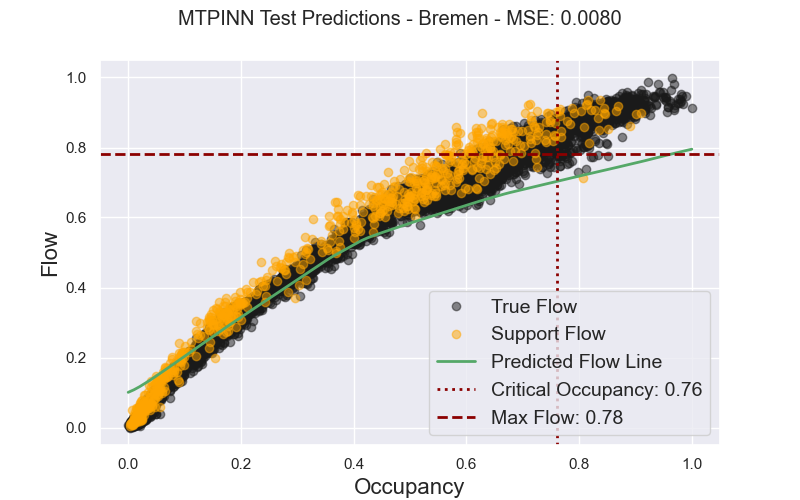 MTPINN Test Predictions - Bremen - MSE: 0.0080
1.0
0.8
0.6
0.4
0.2
0.0
Flow
True Flow
Support Flow
Predicted Flow Line
Critical Occupancy: 0.76
Max Flow: 0.78
0.0 0.2 0.4 0.6 0.8 1.0
Occupancy